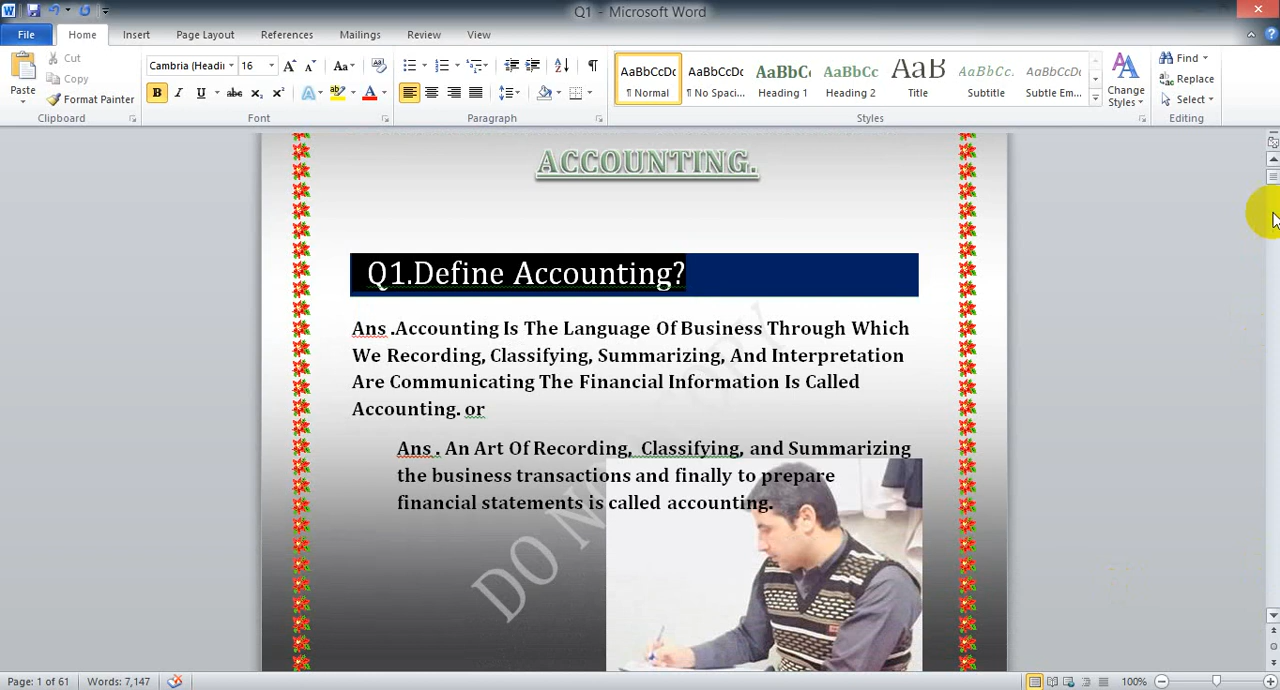 Q1 - Microsoft Word
File Home Insert Page Layout References Mailings Review View
Paste
Cut
Copy
Format Painter
Clipboard
Cambria (Headi 16
Font
Paragraph
AaBbCcDc
¶ Normal
AaBbCcDc
¶ No Spaci...
AaBbCc
Heading 1
AaBbCc
Heading 2
AaB
Title
AaBbCc.
Subtitle
AaBbCcDc
Subtle Em...
Change
Styles
Styles
Find
Replace
Select
Editing
ACCOUNTING.
Q1.Define Accounting?
Ans .Accounting Is The Language Of Business Through Which
We Recording, Classifying, Summarizing, And Interpretation
Are Communicating The Financial Information Is Called
Accounting. or
Ans . An Art Of Recording, Classifying, and Summarizing
the business transactions and finally to prepare
financial statements is called accounting.
DO NOT COPY
Page: 1 of 61 Words: 7,147 100%